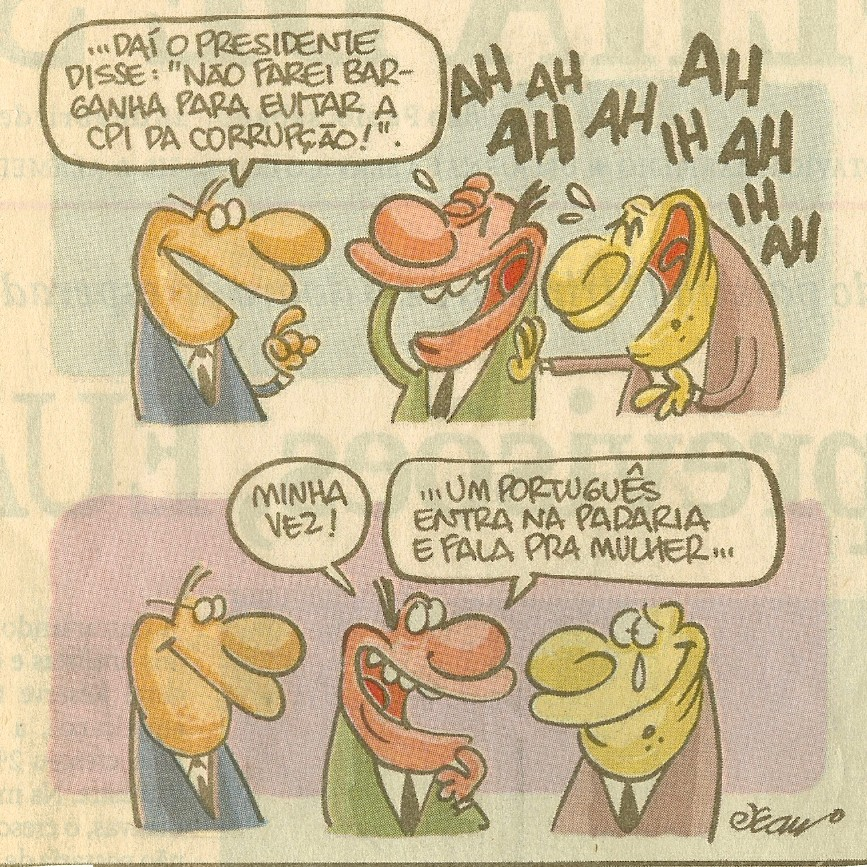 ...DAÍ O PRESIDENTE
DISSE: "NÃO FAREI BAR-
GANHA PARA EVITAR A
CPI DA CORRUPÇÃO!".
AH AH AH AH AH IH AH IH AH
MINHA
VEZ!
...UM PORTUGUÊS
ENTRA NA PADARIA
E FALA PRA MULHER...
JEAN